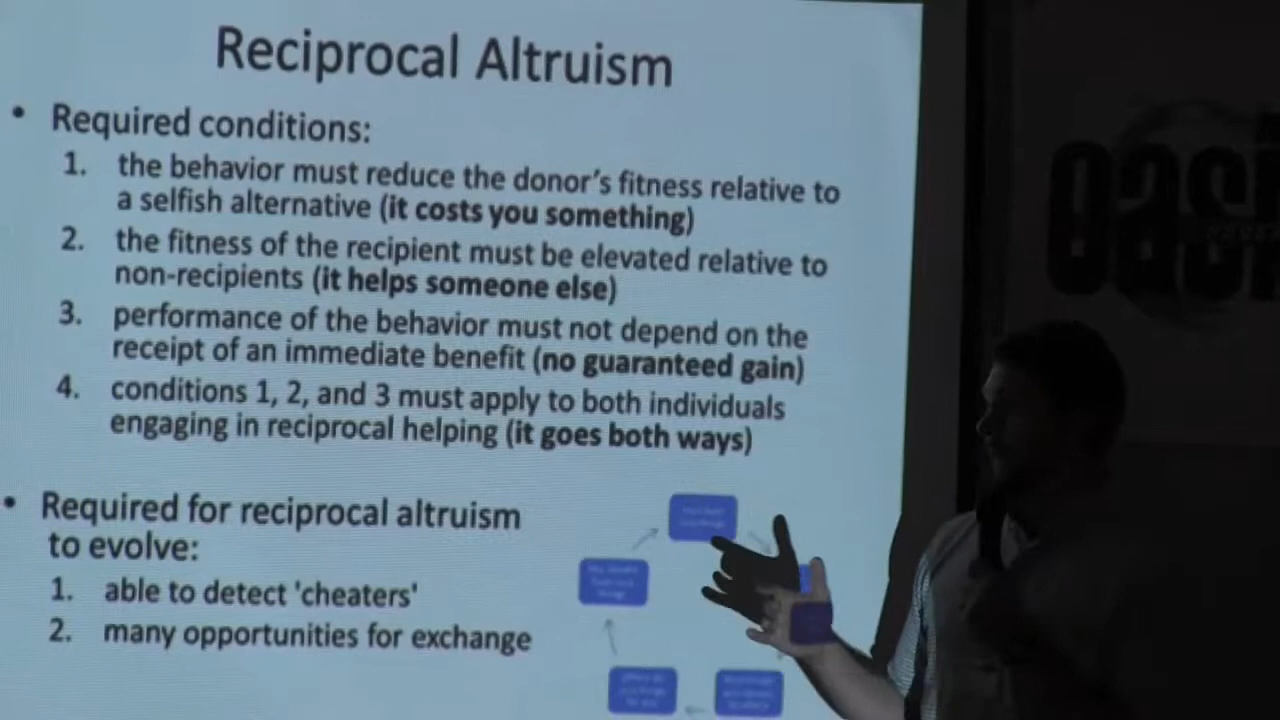 Reciprocal Altruism
• Required conditions:
1. the behavior must reduce the donor's fitness relative to
a selfish alternative (it costs you something)
2. the fitness of the recipient must be elevated relative to
non-recipients (it helps someone else)
3. performance of the behavior must not depend on the
receipt of an immediate benefit (no guaranteed gain)
4. conditions 1, 2, and 3 must apply to both individuals
engaging in reciprocal helping (it goes both ways)
• Required for reciprocal altruism
to evolve:
1. able to detect 'cheaters'
2. many opportunities for exchange